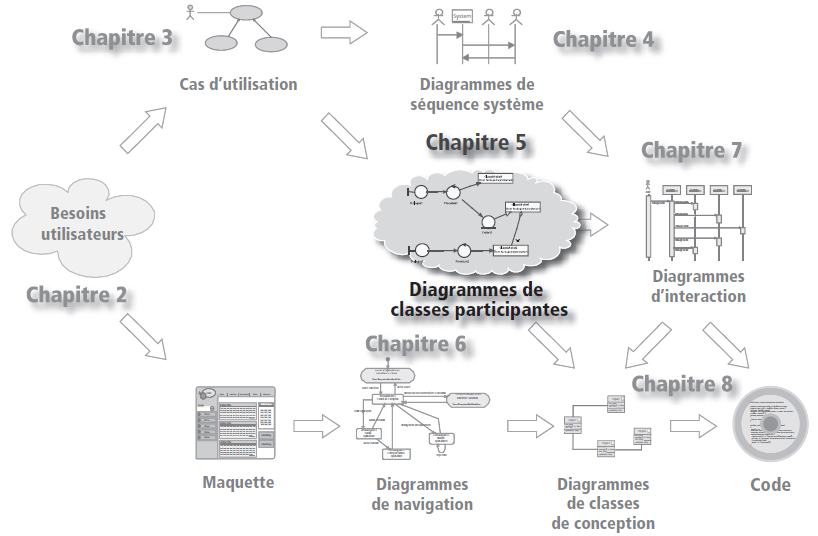 Chapitre 3
System
Chapitre 4
Cas d'utilisation
Diagrammes de
séquence système
Chapitre 5
Chapitre 7
Besoins
utilisateurs
Chapitre 2
Diagrammes de
classes participantes
Diagrammes
d'interaction
Chapitre 6
Chapitre 8
Maquette
Diagrammes
de navigation
Diagrammes
de classes
de conception
Code